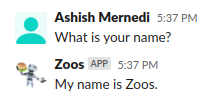 Ashish Mernedi 5:37 PM
What is your name?
Zoos APP 5:37 PM
My name is Zoos.